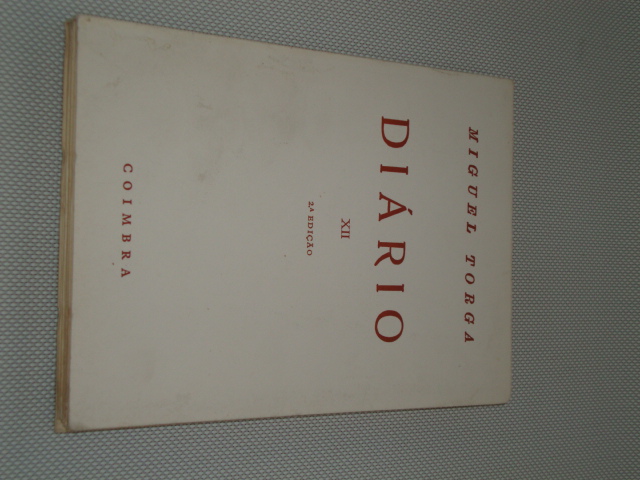 MIGUEL TORGA
DIÁRIO
XII
2.ª EDIÇÃO
COIMBRA